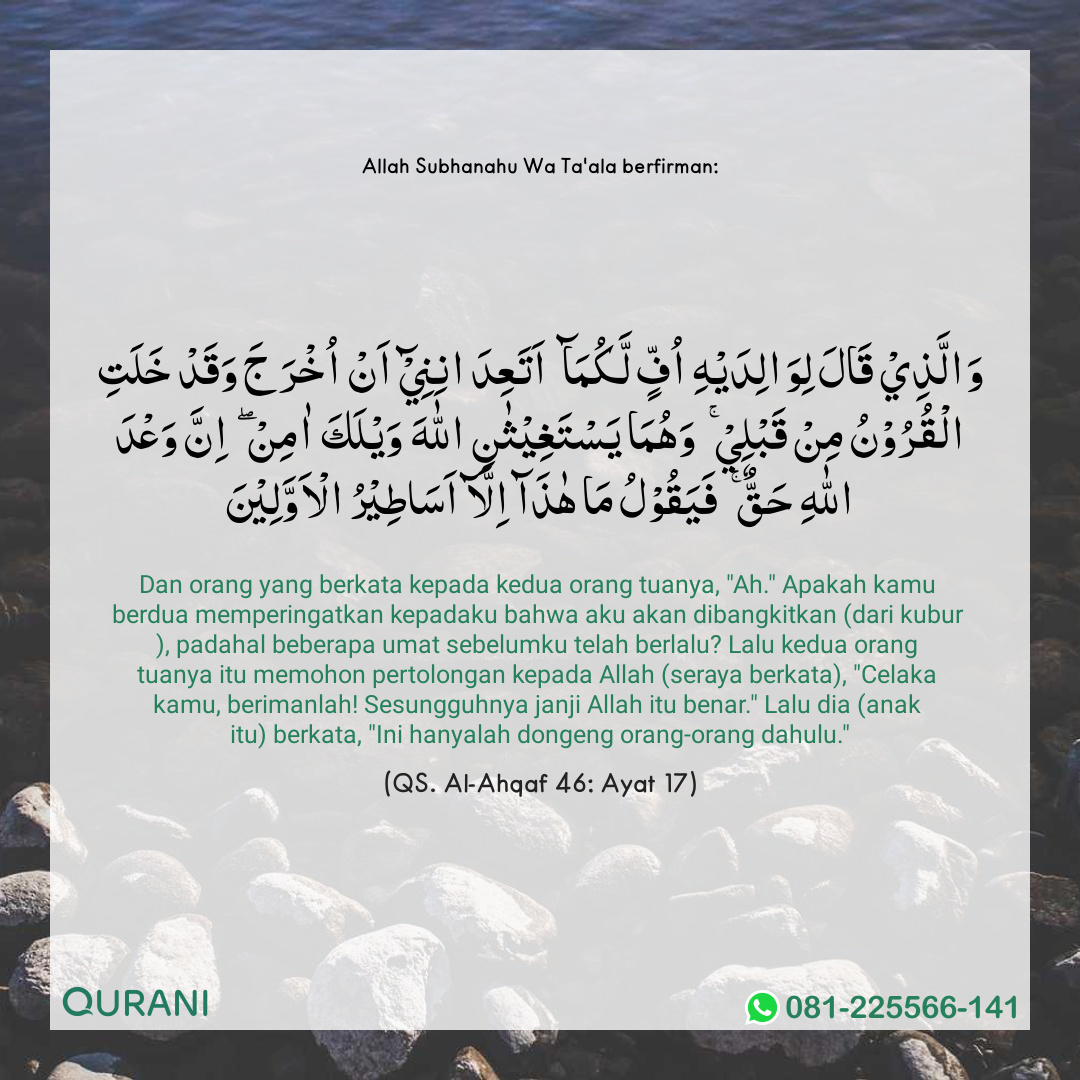 Allah Subhanahu Wa Ta'ala berfirman:
وَالَّذِيْ قَالَ لِوَالِدَيْهِ اُفٍّ لَّكُمَاۤ اَتَعِدَانِنِيْۤ اَنْ اُخْرَجَ وَقَدْ خَلَتِ
الْقُرُوْنُ مِنْ قَبْلِيْ ۚ وَهُمَا يَسْتَغِيْثٰنِ اللّٰهَ وَيْلَكَ اٰمِنْ ۖ اِنَّ وَعْدَ
اللّٰهِ حَقٌّ ۚ فَيَقُوْلُ مَا هٰذَاۤ اِلَّاۤ اَسَاطِيْرُ الْاَوَّلِيْنَ
Dan orang yang berkata kepada kedua orang tuanya, "Ah." Apakah kamu
berdua memperingatkan kepadaku bahwa aku akan dibangkitkan (dari kubur
), padahal beberapa umat sebelumku telah berlalu? Lalu kedua orang
tuanya itu memohon pertolongan kepada Allah (seraya berkata), "Celaka
kamu, berimanlah! Sesungguhnya janji Allah itu benar." Lalu dia (anak
itu) berkata, "Ini hanyalah dongeng orang-orang dahulu."
(QS. Al-Ahqaf 46: Ayat 17)
QURANI
081-225566-141